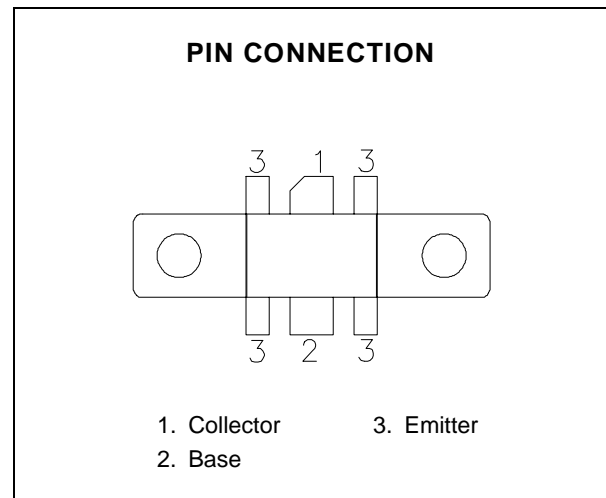 PIN CONNECTION
3 1 3
3 2 3
1. Collector 3. Emitter
2. Base